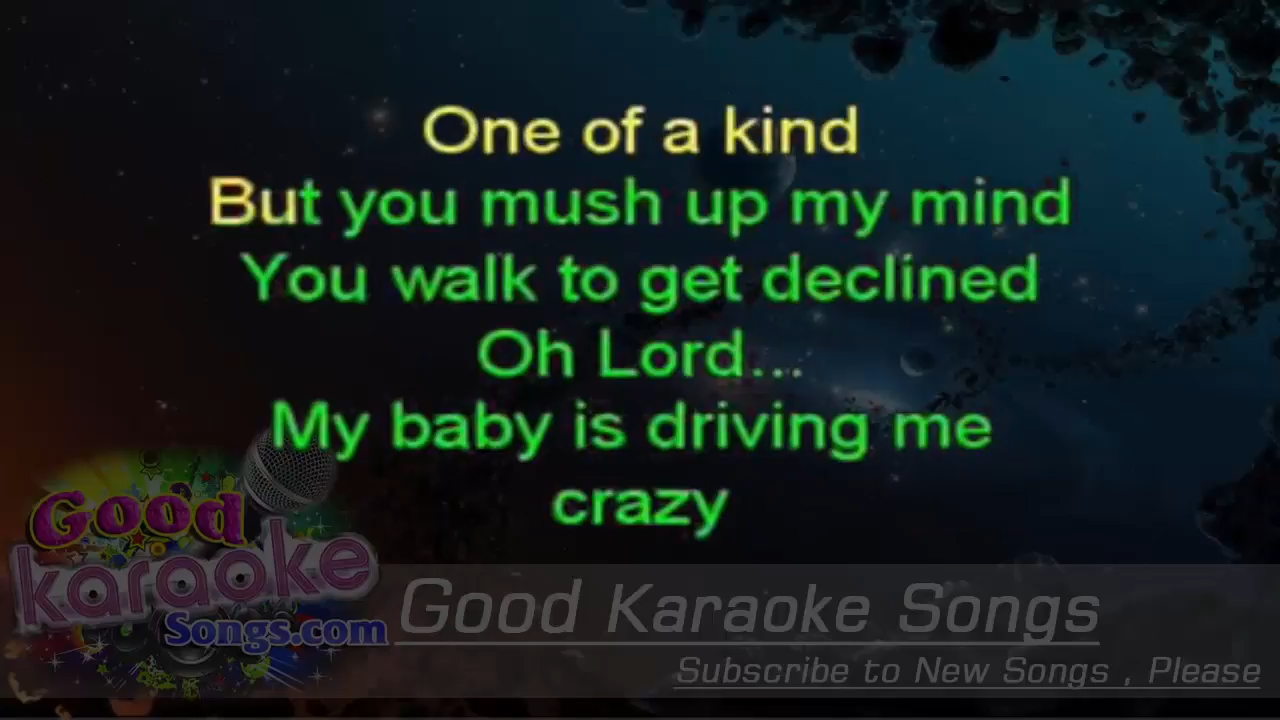 One of a kind
But you mush up my mind
You walk to get declined
Oh Lord...
My baby is driving me
crazy
Good
karaoke
Songs.com
Good Karaoke Songs
Subscribe to New Songs , Please